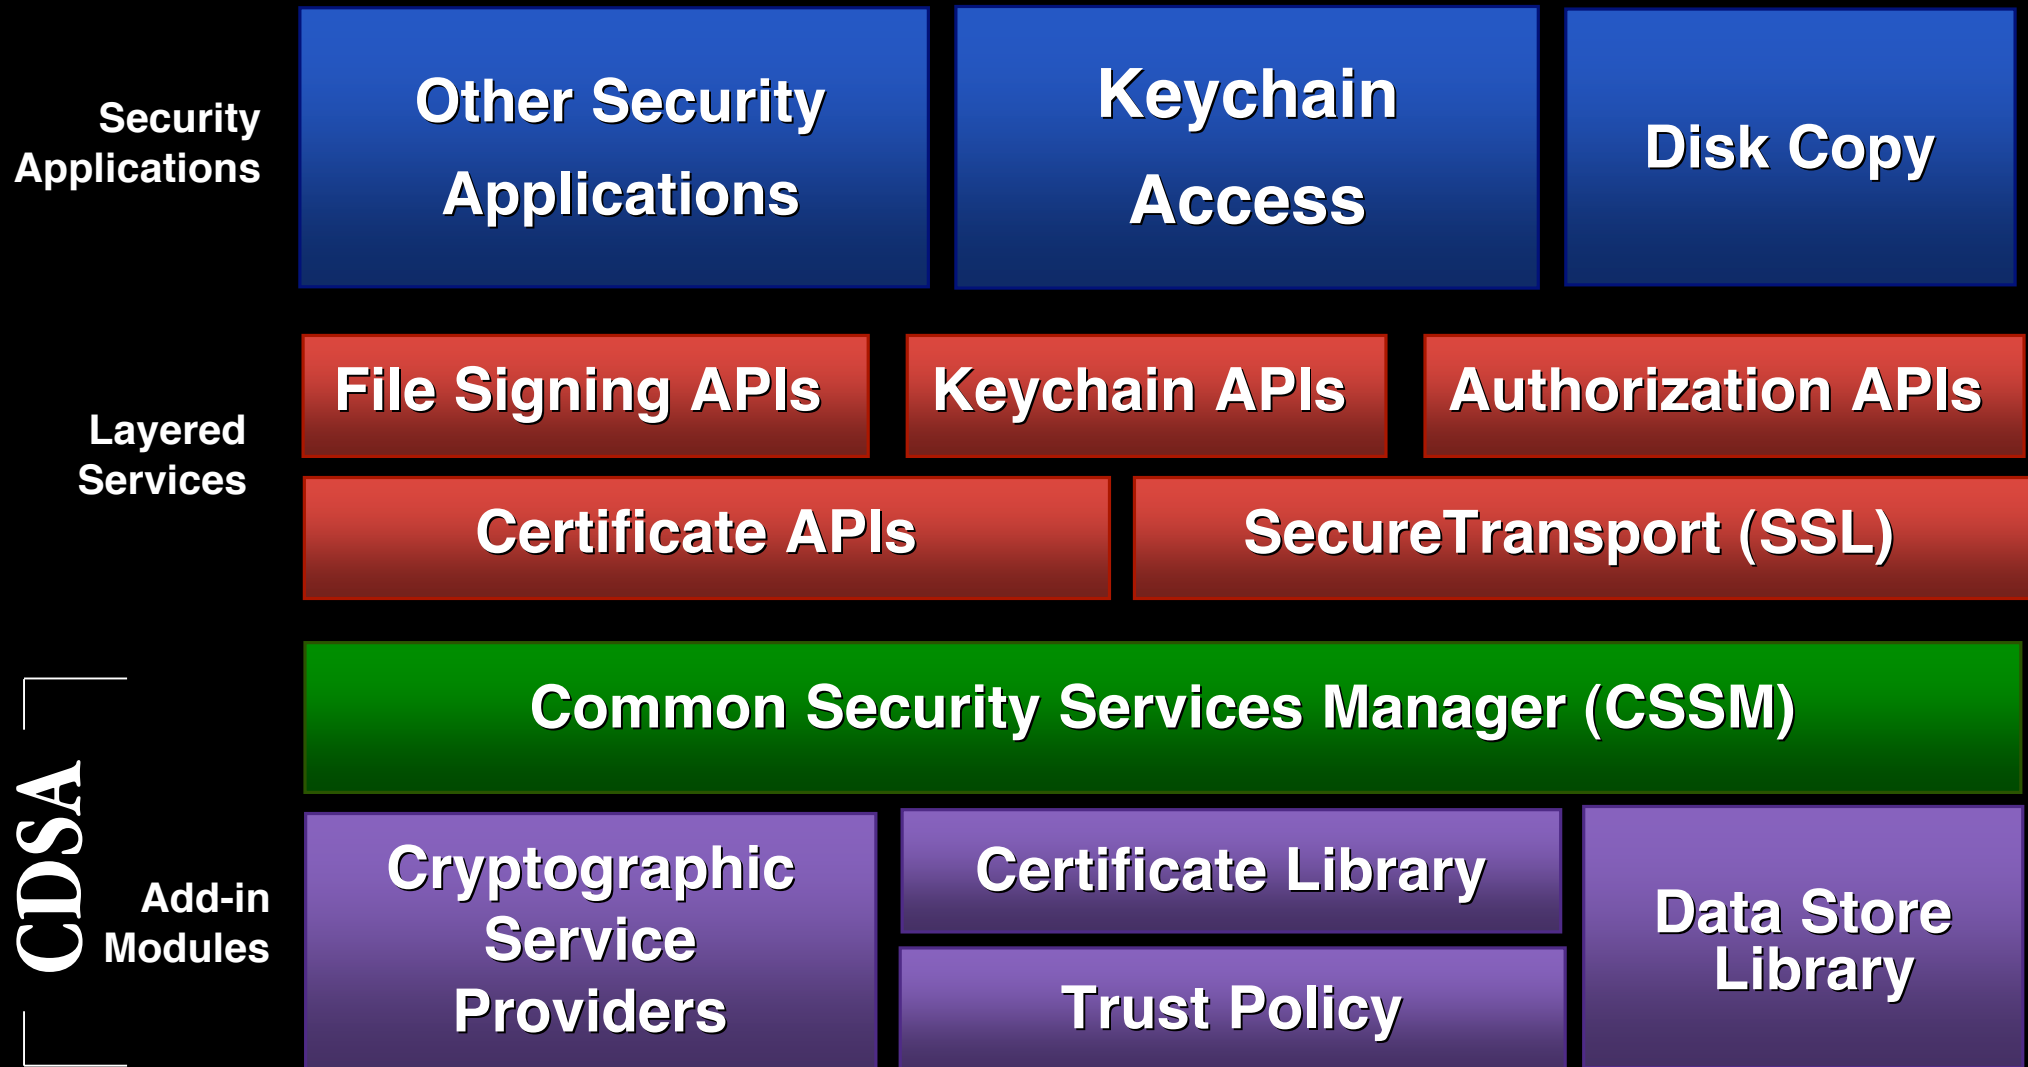 Security
Applications
Other Security
Applications
Keychain
Access
Disk Copy
Layered
Services
File Signing APIs
Keychain APIs
Authorization APIs
Certificate APIs
SecureTransport (SSL)
CDSA
Common Security Services Manager (CSSM)
Add-in
Modules
Cryptographic
Service
Providers
Certificate Library
Trust Policy
Data Store
Library